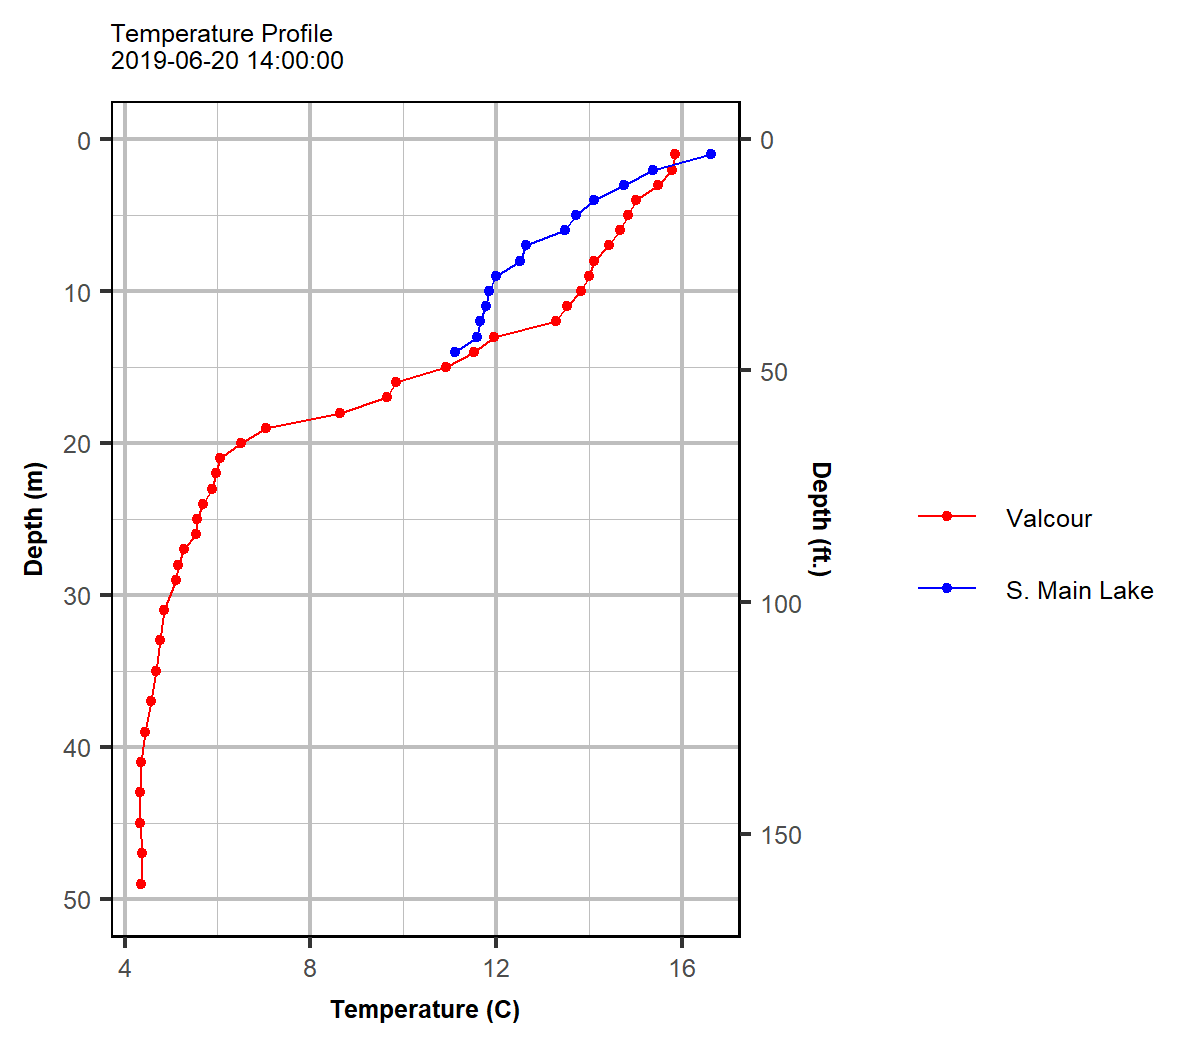 Temperature Profile
2019-06-20 14:00:00
0
10
20
30
40
50
Depth (m)
4
8
12
16
Temperature (C)
0
50
100
150
Depth (ft.)
Valcour
S. Main Lake